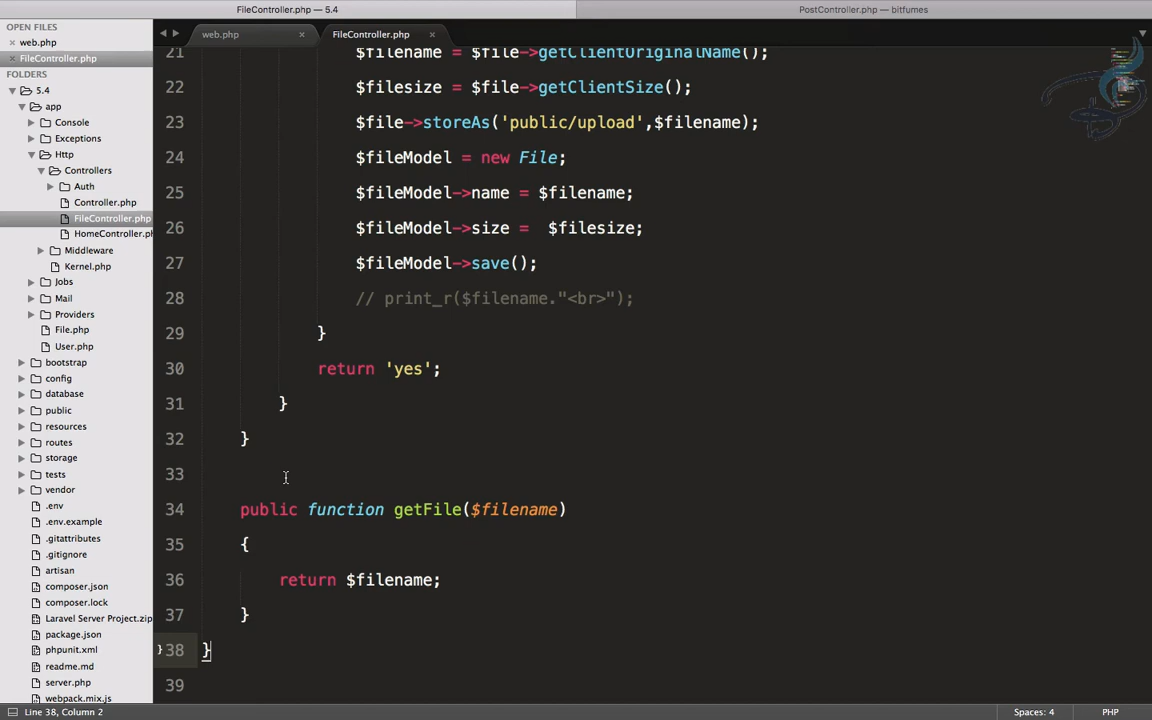 FileController.php — 5.4
PostController.php — bitfumes
OPEN FILES
× web.php
× FileController.php
FOLDERS
5.4
app
Console
Exceptions
Http
Controllers
Auth
Controller.php
FileController.php
HomeController.ph
Middleware
Kernel.php
Jobs
Mail
Providers
File.php
User.php
bootstrap
config
database
public
resources
routes
storage
tests
vendor
.env
.env.example
.gitattributes
.gitignore
artisan
composer.json
composer.lock
Laravel Server Project.zip
package.json
phpunit.xml
readme.md
server.php
webpack.mix.js
web.php ×
FileController.php ×
21 $filename = $file->getClientOriginalName();
22 $filesize = $file->getClientSize();
23 $file->storeAs('public/upload',$filename);
24 $fileModel = new File;
25 $fileModel->name = $filename;
26 $fileModel->size =  $filesize;
27 $fileModel->save();
28 // print_r($filename."<br>");
29 }
30 return 'yes';
31 }
32 }
33
34 public function getFile($filename)
35 {
36 return $filename;
37 }
38 }
39
Line 38, Column 2
Spaces: 4
PHP